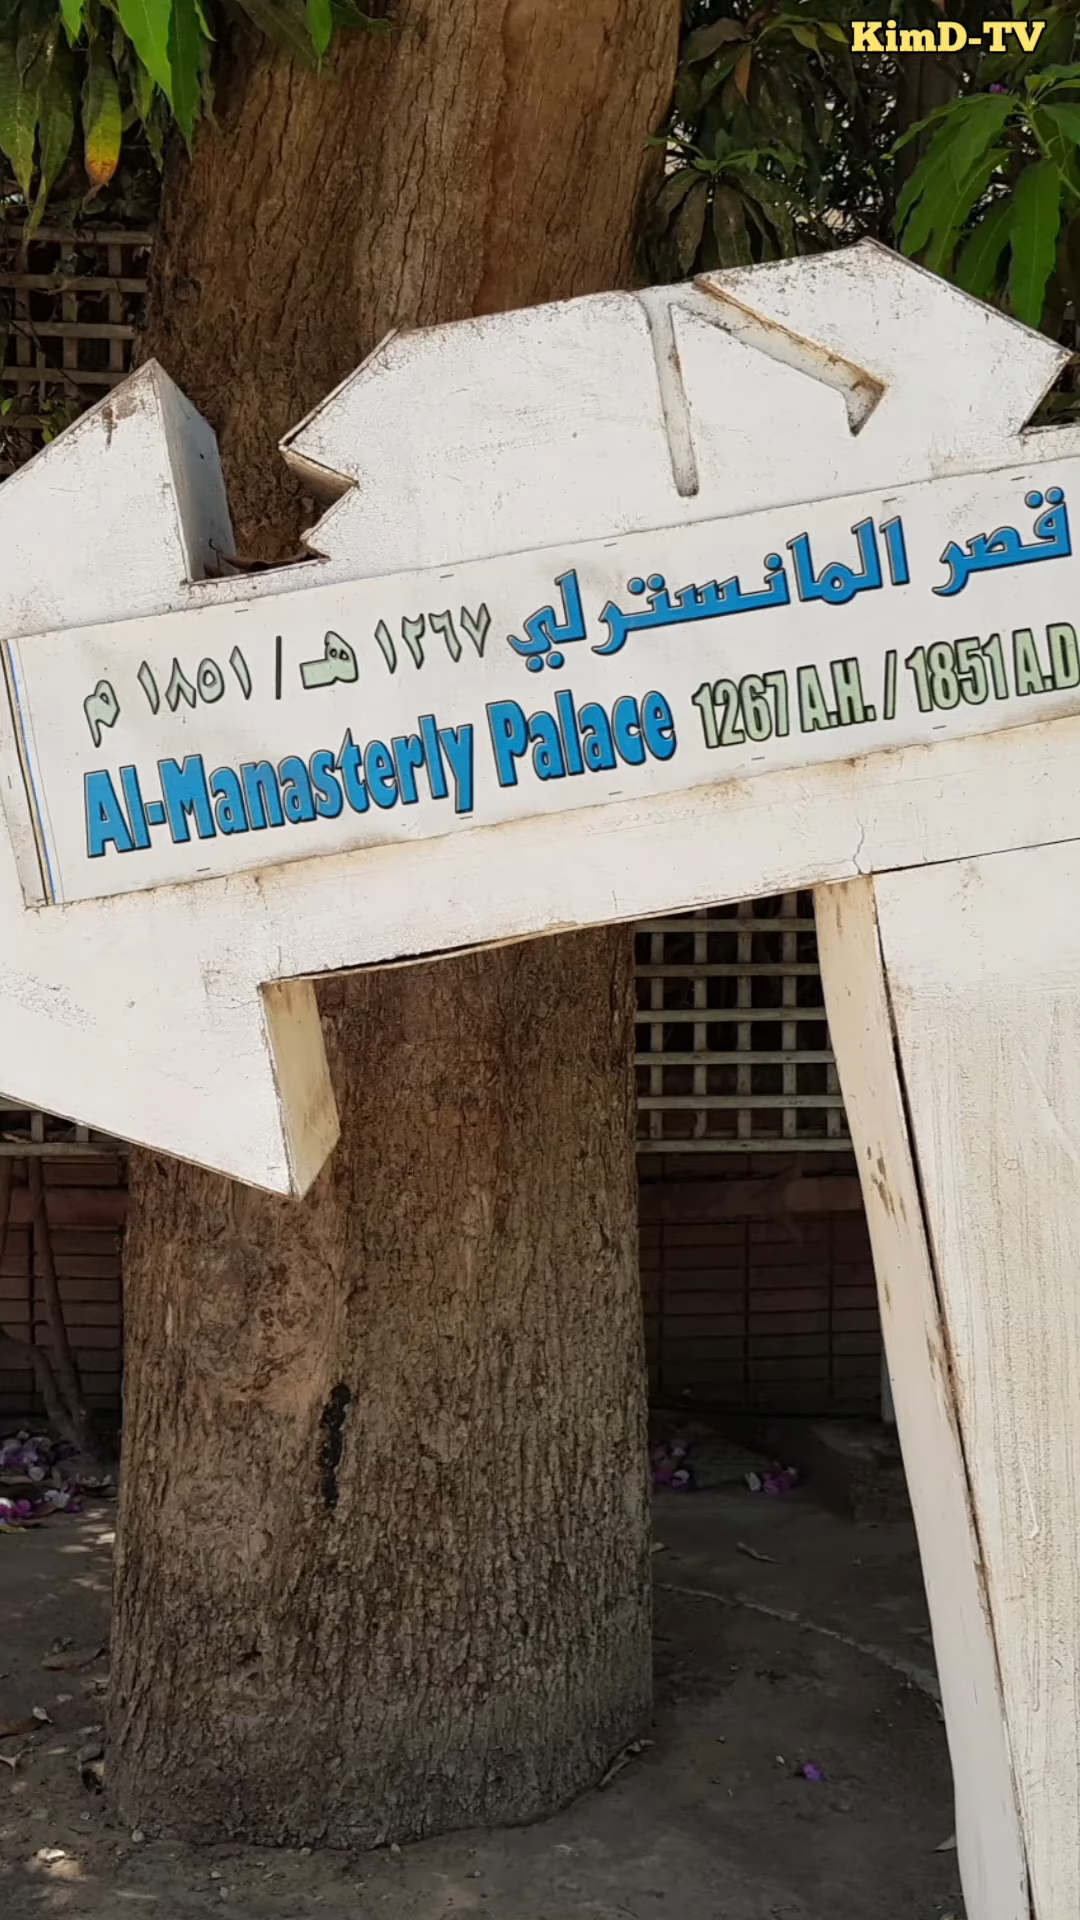 KimD-TV
قصر المانسترلي ١٢٦٧ هـ / ١٨٥١ م
Al-Manasterly Palace 1267 A.H. / 1851 A.D